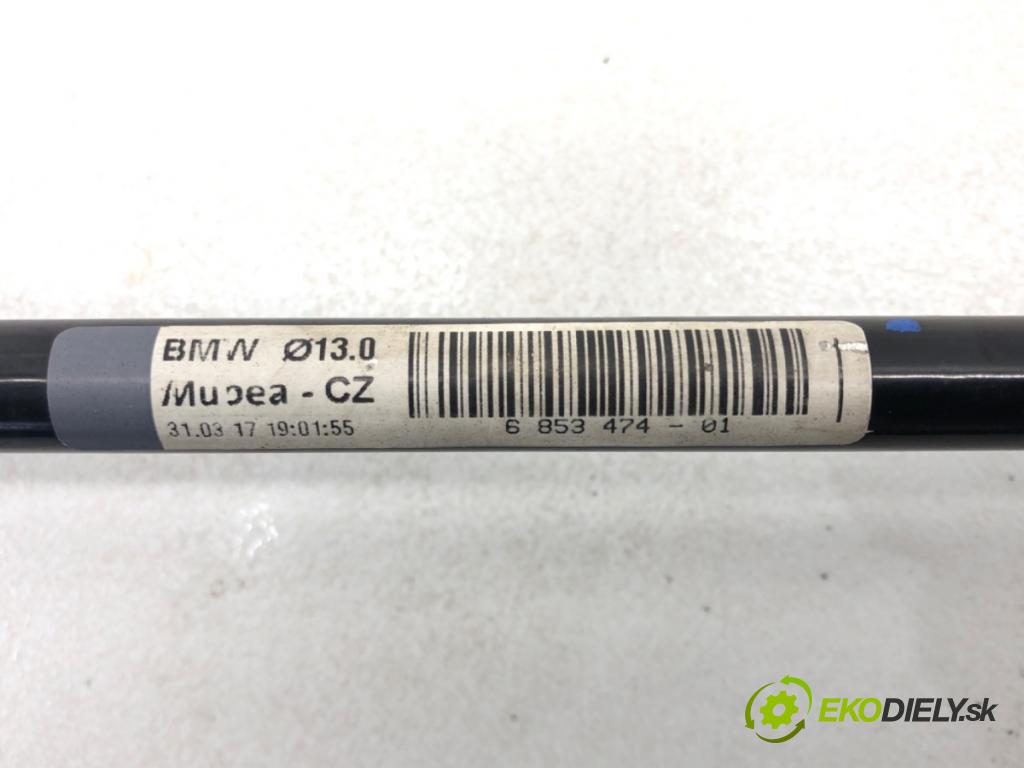 BMW Ø13.0
Mubea - CZ
31.03 17 19:01:55
6 853 474 - 01
EKODIELY.sk